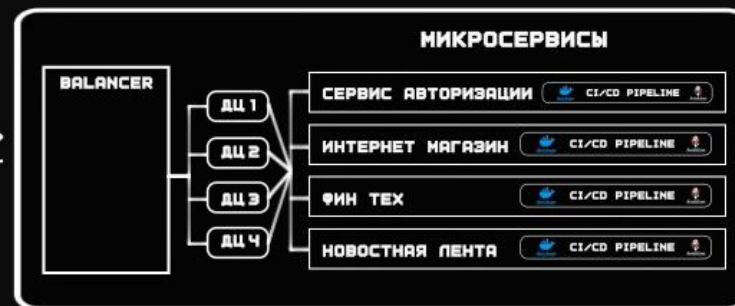 МИКРОСЕРВИСЫ
BALANCER
ДЦ 1
ДЦ 2
ДЦ 3
ДЦ 4
СЕРВИС АВТОРИЗАЦИИ CI/CD PIPELINE
ИНТЕРНЕТ МАГАЗИН CI/CD PIPELINE
ФИН ТЕХ CI/CD PIPELINE
НОВОСТНАЯ ЛЕНТА CI/CD PIPELINE